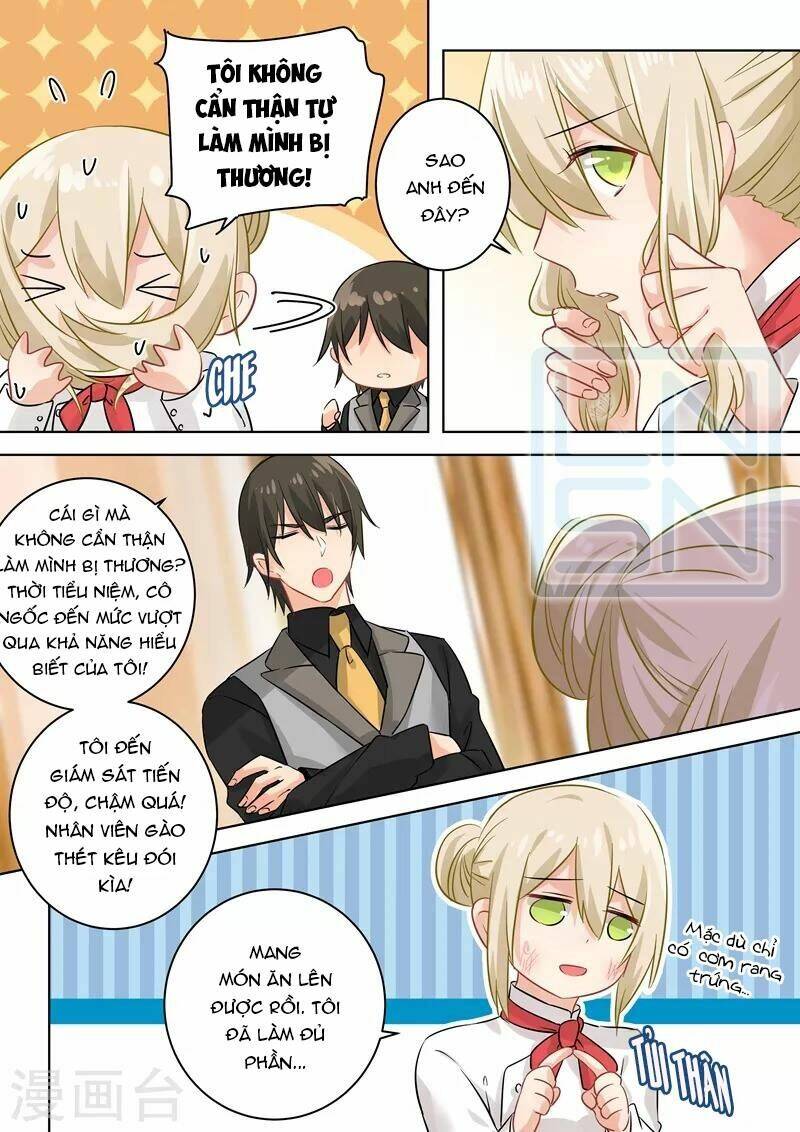 TÔI KHÔNG
CẨN THẬN TỰ
LÀM MÌNH BỊ
THƯƠNG!
CHE
SAO
ANH ĐẾN
ĐÂY?
CÁI GÌ MÀ
KHÔNG CẨN THẬN
LÀM MÌNH BỊ THƯƠNG?
THỜI TIỂU NIỆM, CÔ
NGỐC ĐẾN MỨC VƯỢT
QUA KHẢ NĂNG HIỂU
BIẾT CỦA TÔI!
TÔI ĐẾN
GIÁM SÁT TIẾN
ĐỘ, CHẬM QUÁ!
NHÂN VIÊN GÀO
THÉT KÊU ĐÓI
KÌA!
MANG
MÓN ĂN LÊN
ĐƯỢC RỒI. TÔI
ĐÃ LÀM ĐỦ
PHẦN...
Mặc dù chỉ
có cơm rang
trứng...
TỦI THÂN
漫画台